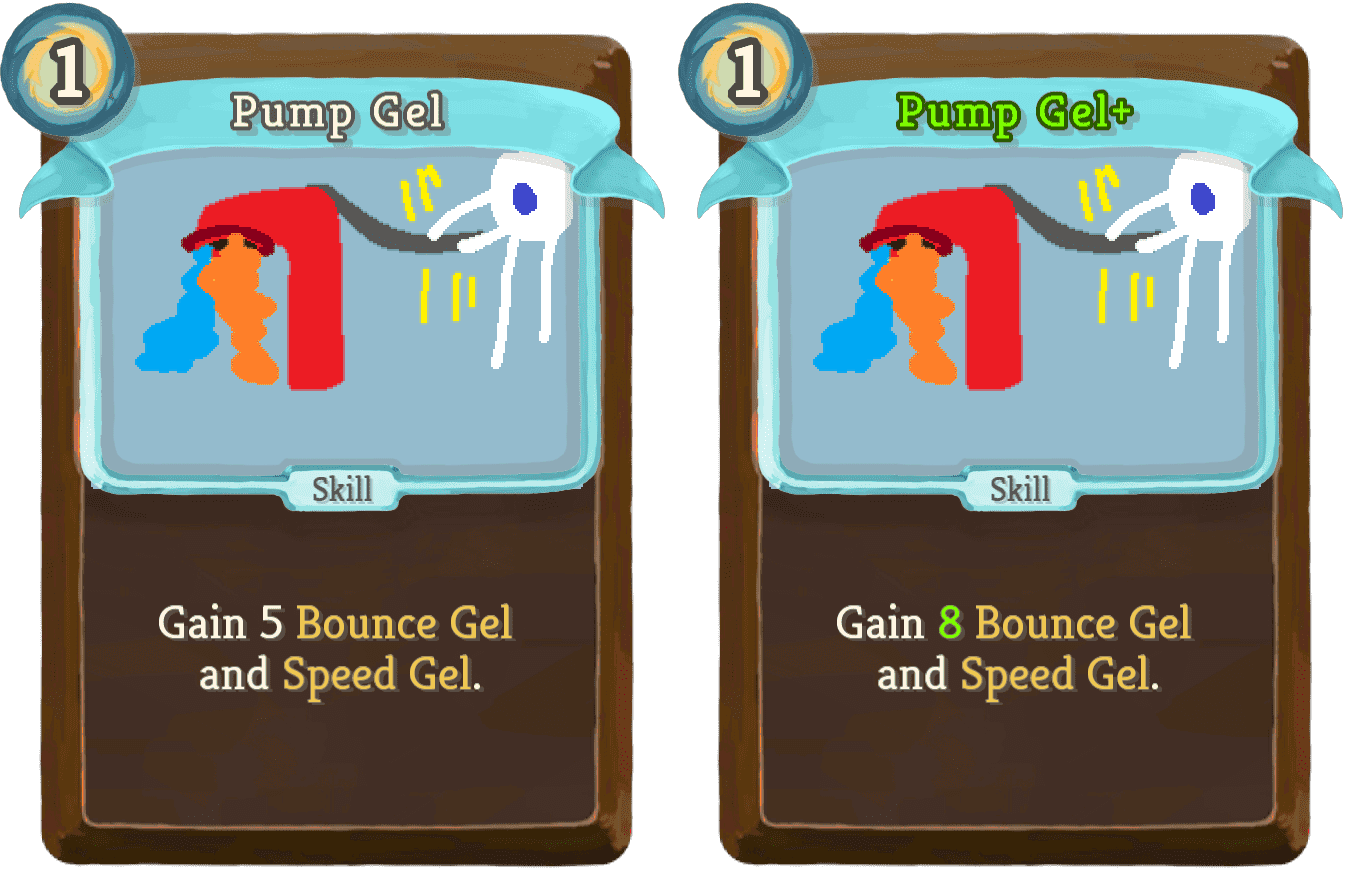 1
Pump Gel
Skill
Gain 5 Bounce Gel
and Speed Gel.
1
Pump Gel+
Skill
Gain 8 Bounce Gel
and Speed Gel.